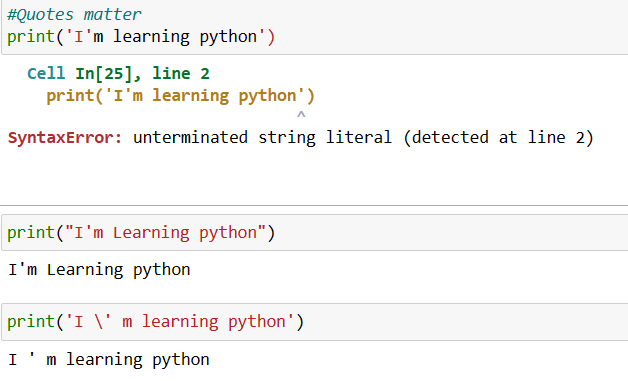 #Quotes matter
print('I'm learning python')
Cell In[25], line 2
print('I'm learning python')
^
SyntaxError: unterminated string literal (detected at line 2)
print("I'm Learning python")
I'm Learning python
print('I \' m learning python')
I ' m learning python